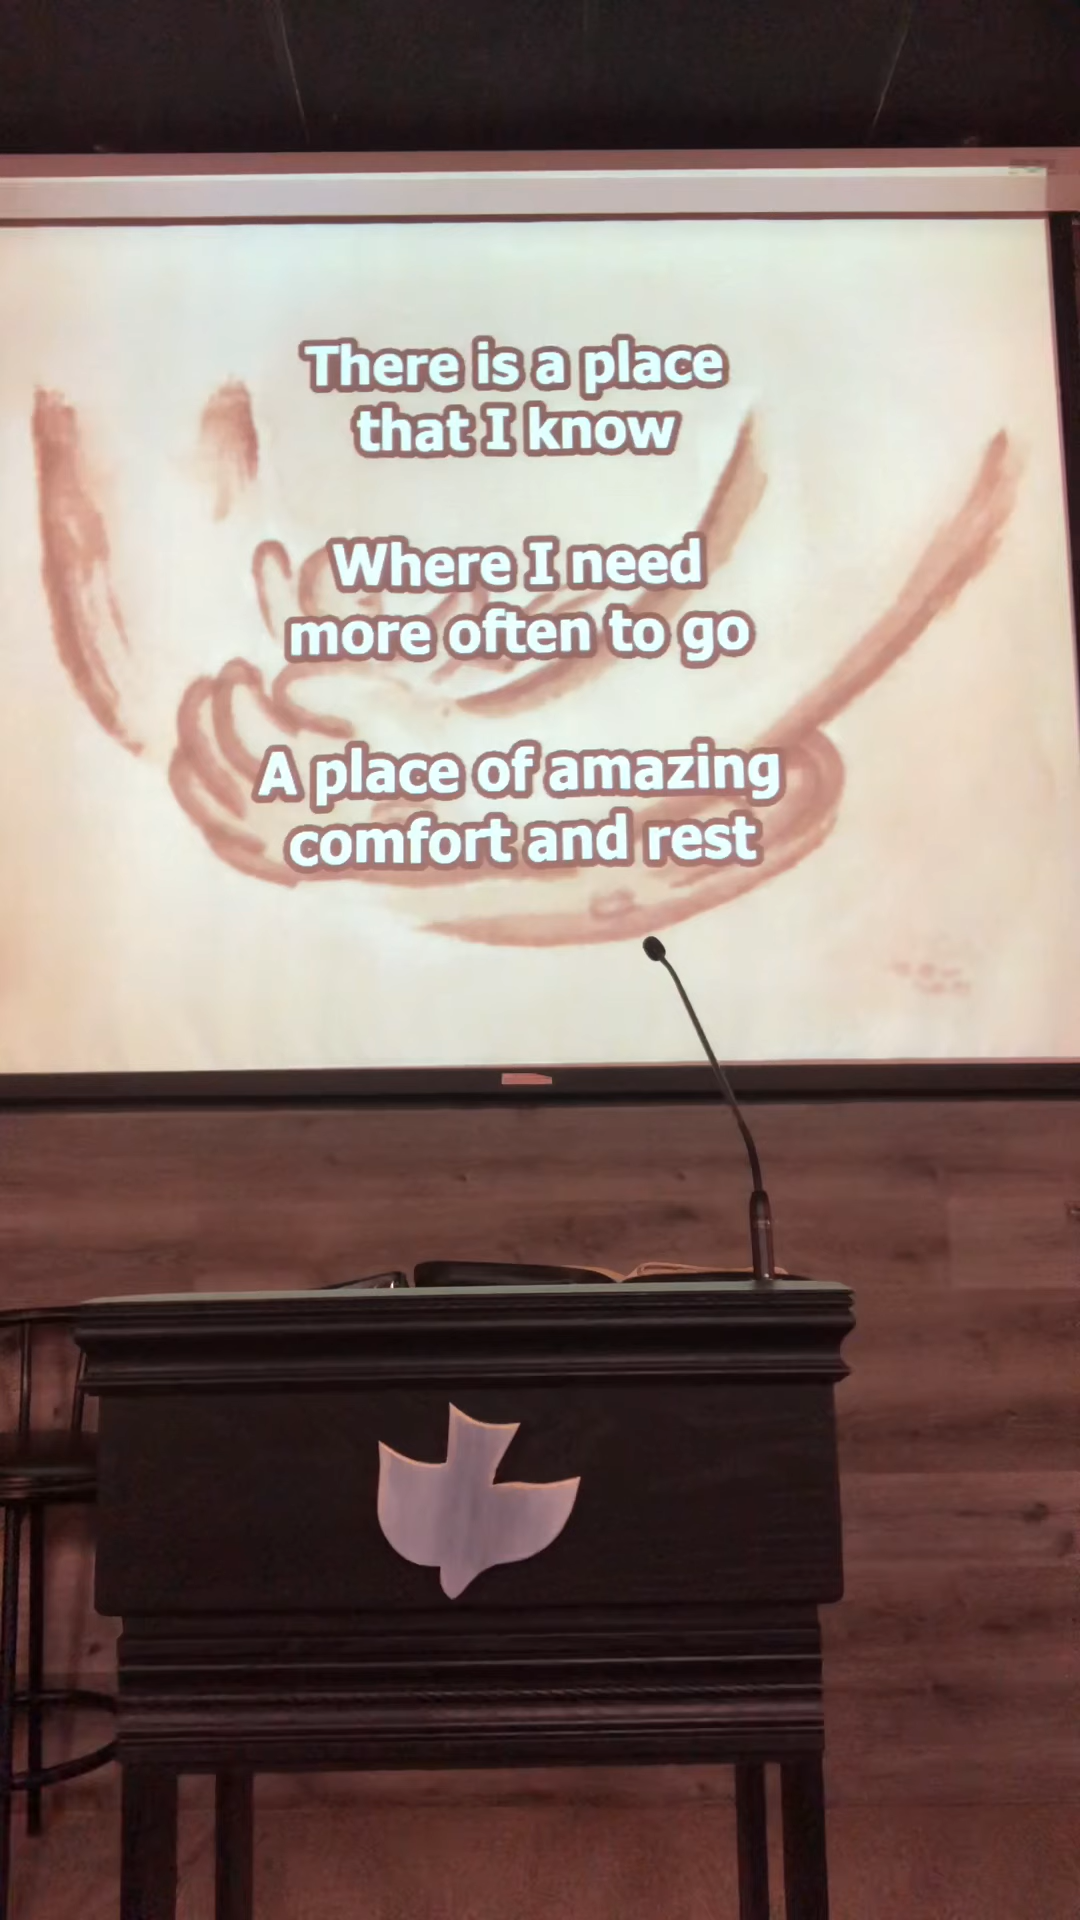 There is a place
that I know
Where I need
more often to go
A place of amazing
comfort and rest